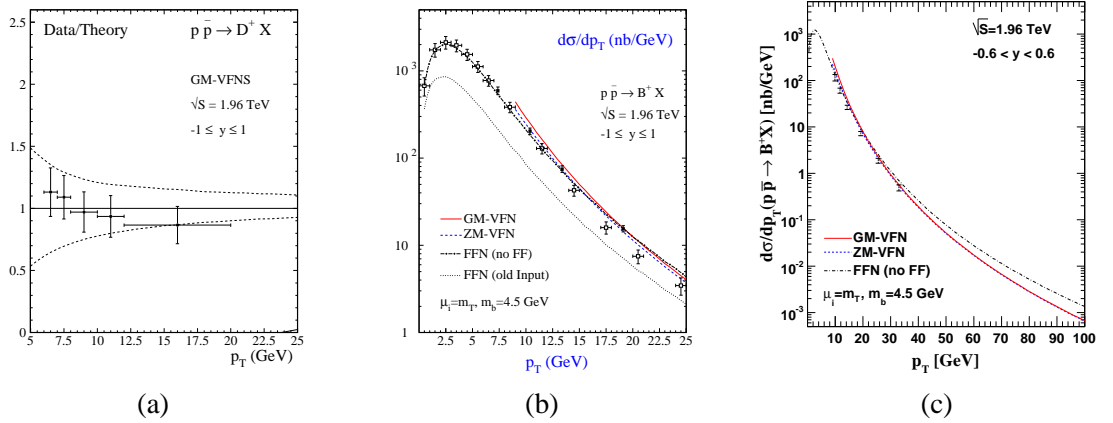 Data/Theory p p̄ → D⁺ X
GM-VFNS
√S = 1.96 TeV
-1 ≤ y ≤ 1
3
2.5
2
1.5
1
0.5
0
5 7.5 10 12.5 15 17.5 20 22.5 25
p_T (GeV)
(a)
dσ/dp_T (nb/GeV)
p p̄ → B⁺ X
√S = 1.96 TeV
-1 ≤ y ≤ 1
10³
10²
10
1
GM-VFN
ZM-VFN
FFN (no FF)
FFN (old Input)
μ_i=m_T, m_b=4.5 GeV
0 2.5 5 7.5 10 12.5 15 17.5 20 22.5 25
p_T (GeV)
(b)
dσ/dp_T(p p̄ → B⁺X) [nb/GeV]
√S=1.96 TeV
-0.6 < y < 0.6
10³
10²
10
1
10⁻¹
10⁻²
10⁻³
GM-VFN
ZM-VFN
FFN (no FF)
μ_i=m_T, m_b=4.5 GeV
0 10 20 30 40 50 60 70 80 90 100
p_T [GeV]
(c)